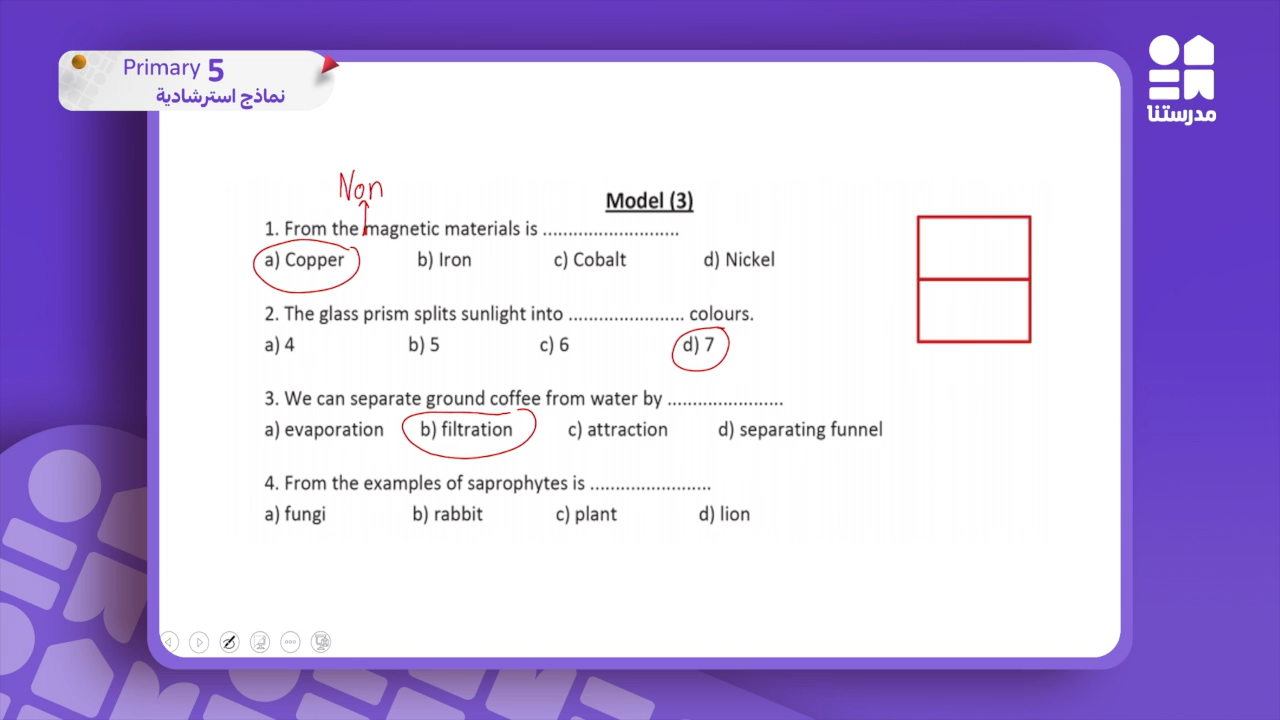 Primary 5
نماذج استرشادية
مدرستنا
Non
Model (3)
1. From the magnetic materials is ..........................
a) Copper b) Iron c) Cobalt d) Nickel
2. The glass prism splits sunlight into ...................... colours.
a) 4 b) 5 c) 6 d) 7
3. We can separate ground coffee from water by ......................
a) evaporation b) filtration c) attraction d) separating funnel
4. From the examples of saprophytes is .......................
a) fungi b) rabbit c) plant d) lion